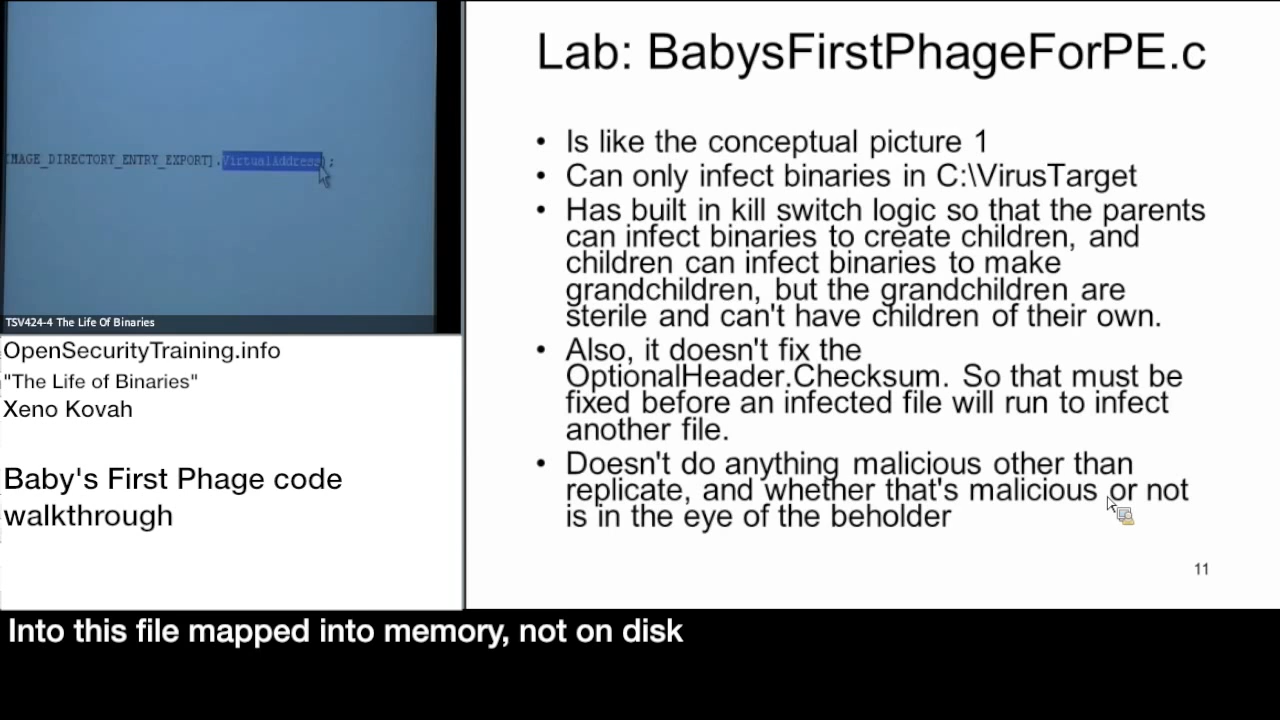 Lab: BabysFirstPhageForPE.c
IMAGE_DIRECTORY_ENTRY_EXPORT].VirtualAddress);
TSV424-4 The Life Of Binaries
OpenSecurityTraining.info
"The Life of Binaries"
Xeno Kovah
Baby's First Phage code
walkthrough
• Is like the conceptual picture 1
• Can only infect binaries in C:\VirusTarget
• Has built in kill switch logic so that the parents
can infect binaries to create children, and
children can infect binaries to make
grandchildren, but the grandchildren are
sterile and can't have children of their own.
• Also, it doesn't fix the
OptionalHeader.Checksum. So that must be
fixed before an infected file will run to infect
another file.
• Doesn't do anything malicious other than
replicate, and whether that's malicious or not
is in the eye of the beholder
11
Into this file mapped into memory, not on disk